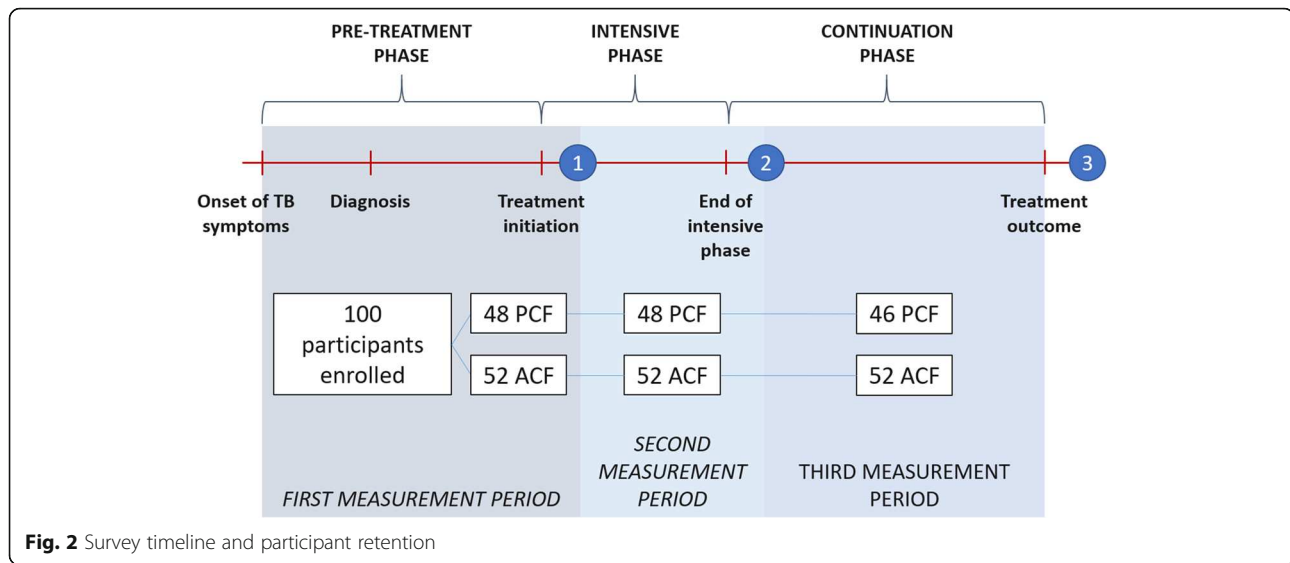 PRE-TREATMENT
PHASE
INTENSIVE
PHASE
CONTINUATION
PHASE
1
2
3
Onset of TB
symptoms
Diagnosis
Treatment
initiation
End of
intensive
phase
Treatment
outcome
100
participants
enrolled
48 PCF
48 PCF
46 PCF
52 ACF
52 ACF
52 ACF
FIRST MEASUREMENT PERIOD
SECOND
MEASUREMENT
PERIOD
THIRD MEASUREMENT
PERIOD
Fig. 2 Survey timeline and participant retention